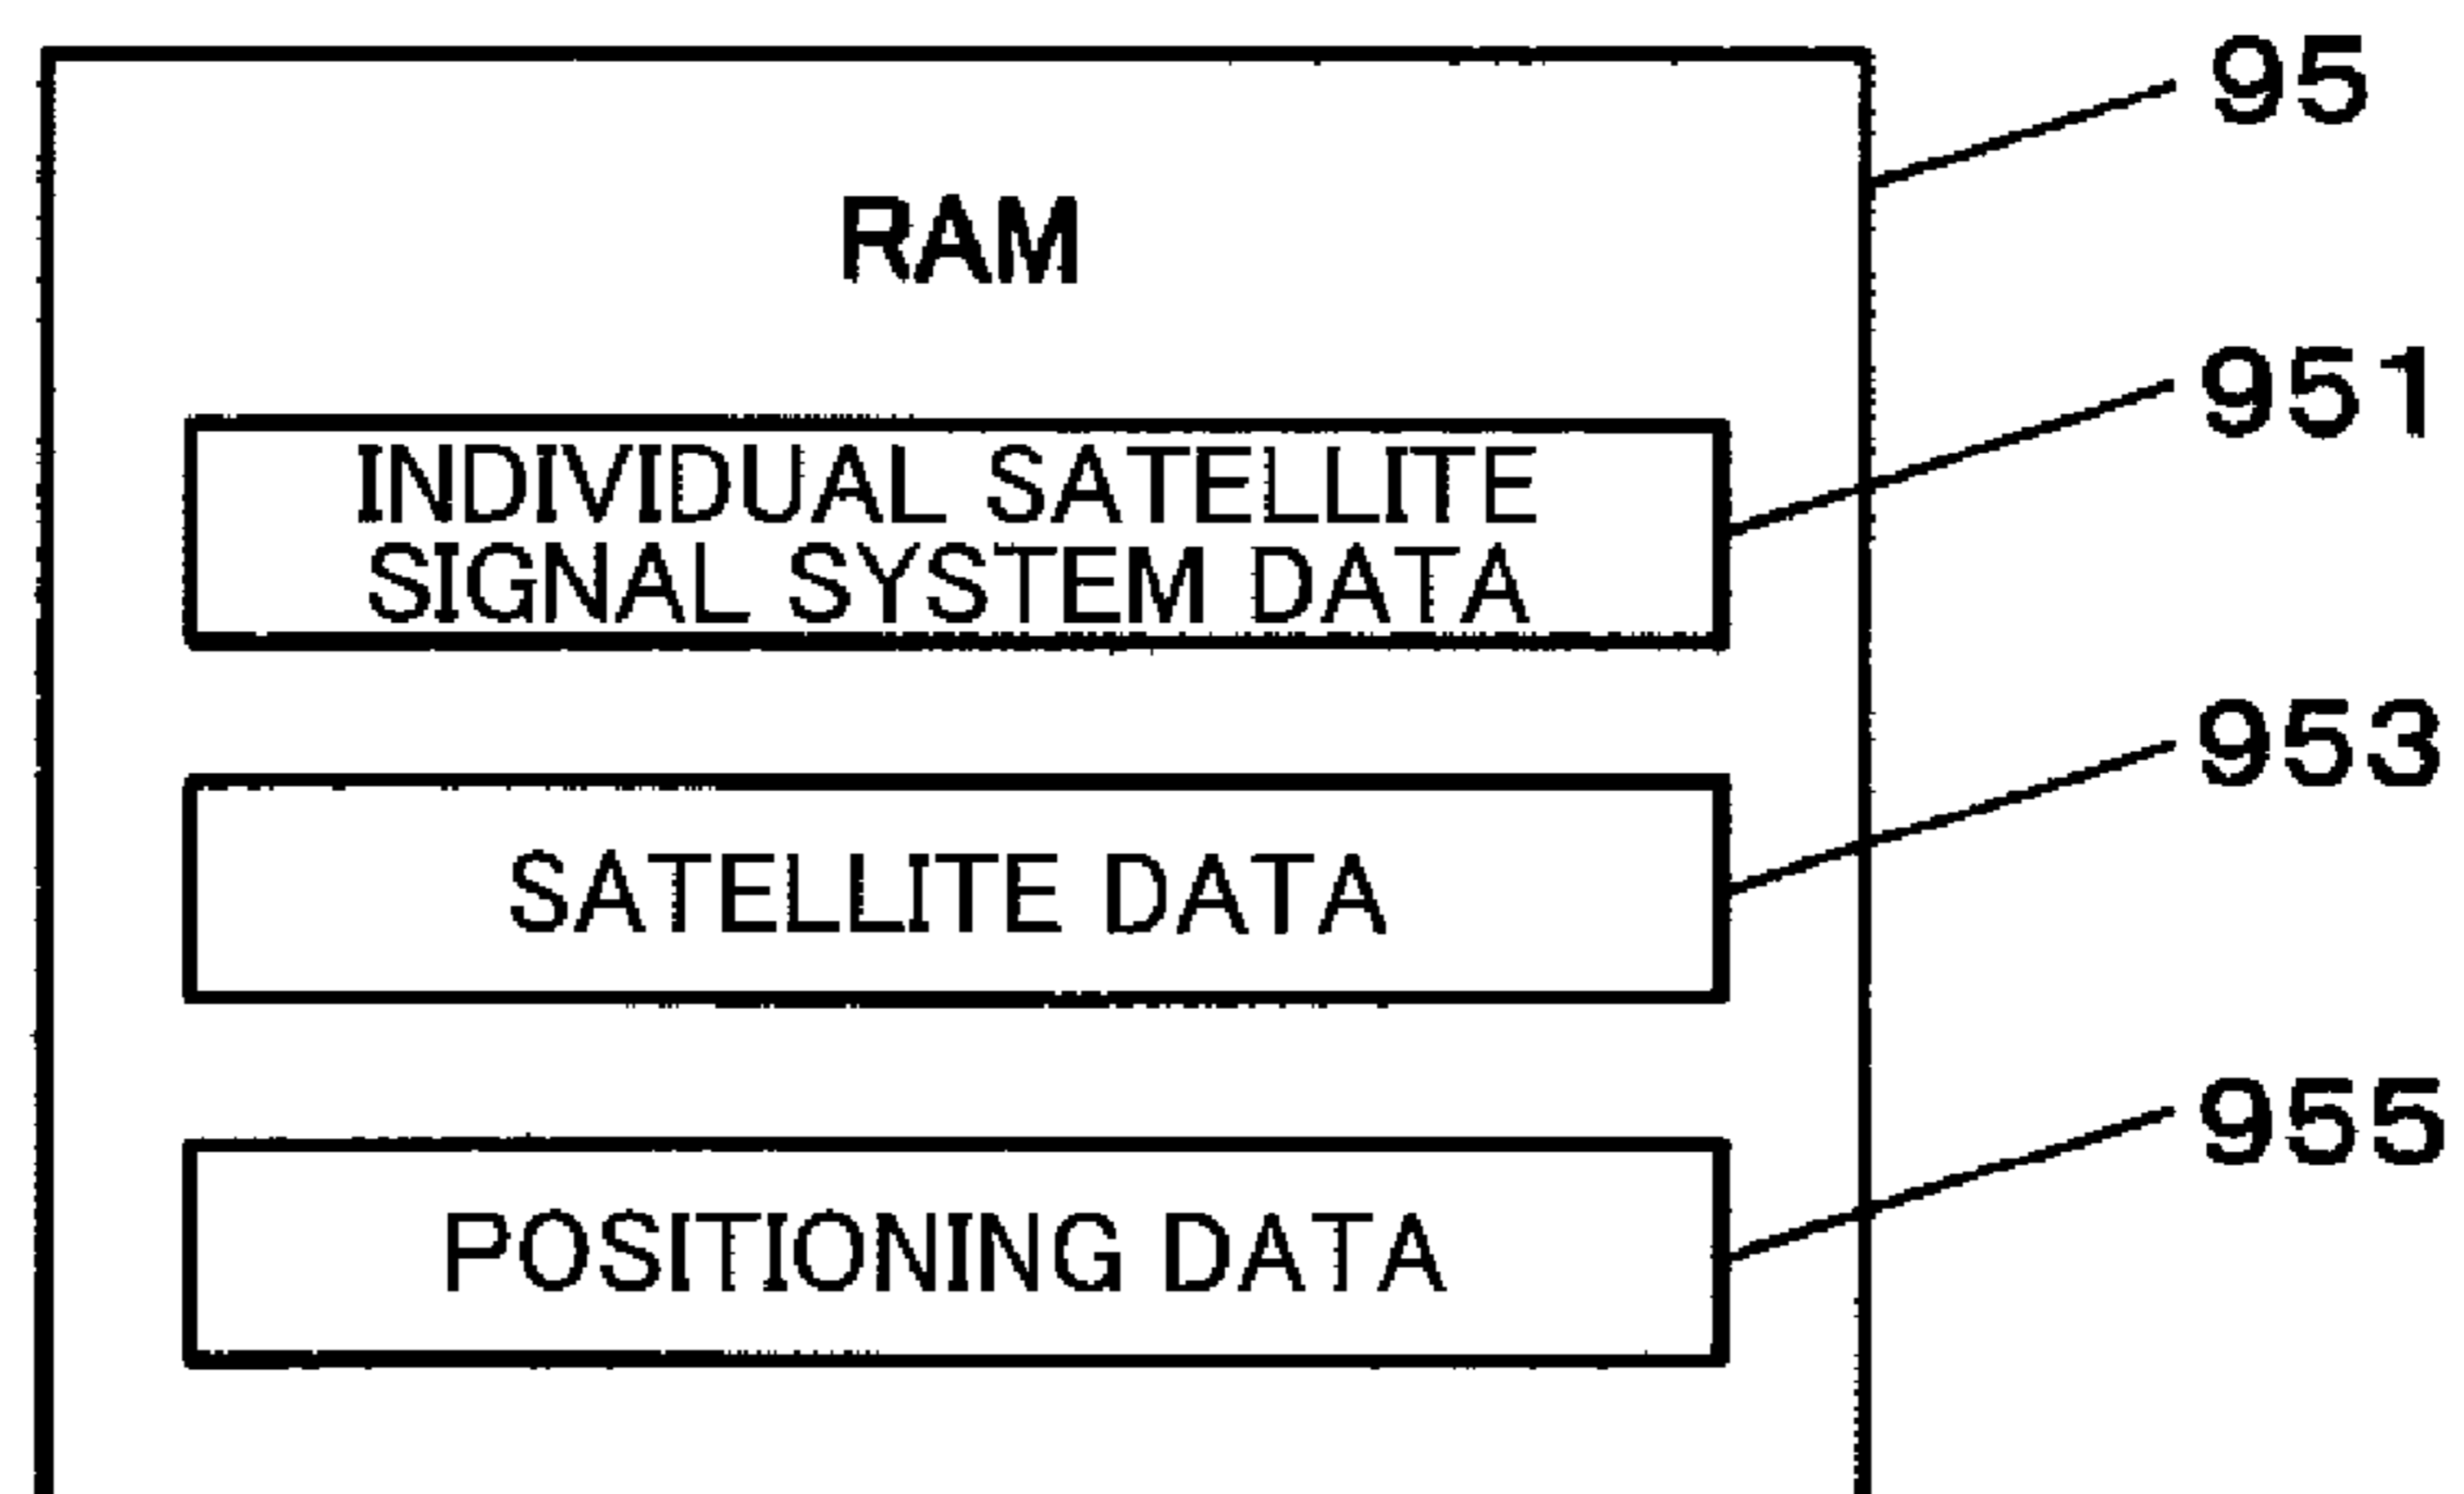 95
RAM
951
INDIVIDUAL SATELLITE
SIGNAL SYSTEM DATA
953
SATELLITE DATA
955
POSITIONING DATA